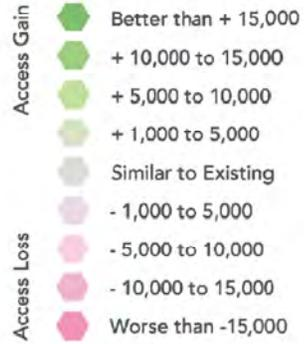 Access Gain
Better than + 15,000
+ 10,000 to 15,000
+ 5,000 to 10,000
+ 1,000 to 5,000
Similar to Existing
- 1,000 to 5,000
Access Loss
- 5,000 to 10,000
- 10,000 to 15,000
Worse than -15,000